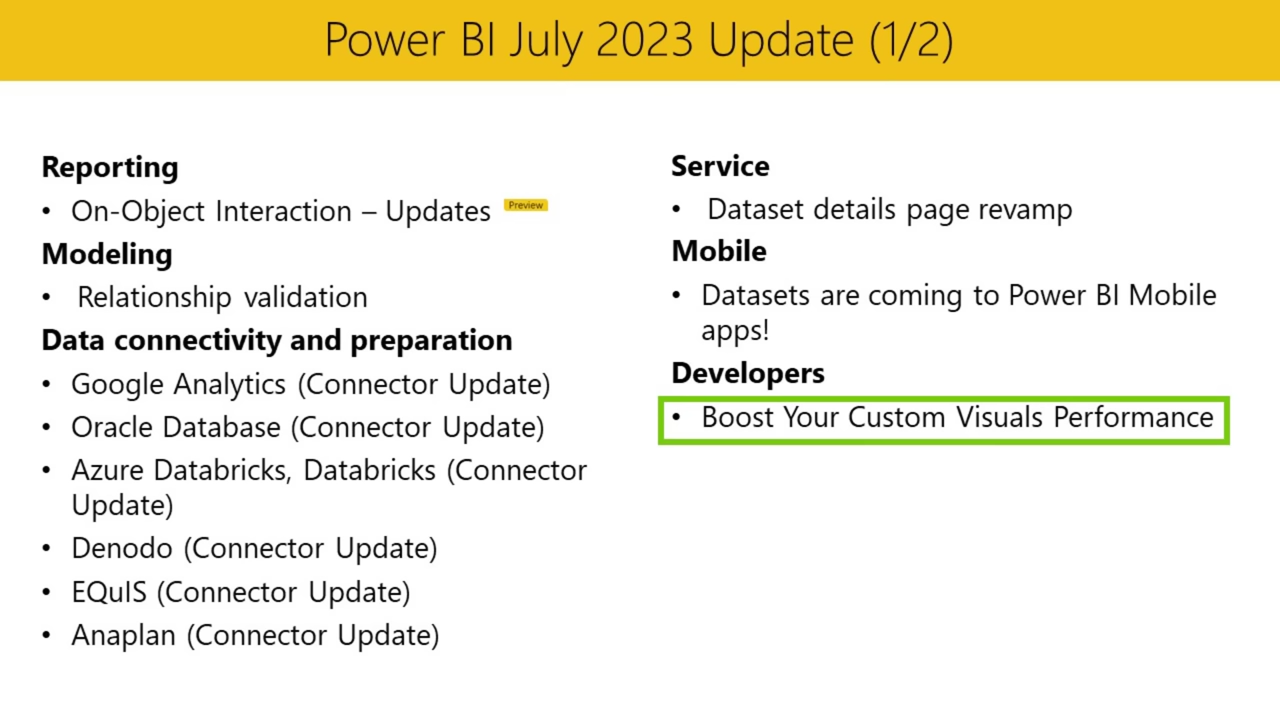 Power BI July 2023 Update (1/2)
Reporting
• On-Object Interaction – Updates Preview
Modeling
• Relationship validation
Data connectivity and preparation
• Google Analytics (Connector Update)
• Oracle Database (Connector Update)
• Azure Databricks, Databricks (Connector
Update)
• Denodo (Connector Update)
• EQuIS (Connector Update)
• Anaplan (Connector Update)
Service
• Dataset details page revamp
Mobile
• Datasets are coming to Power BI Mobile
apps!
Developers
• Boost Your Custom Visuals Performance